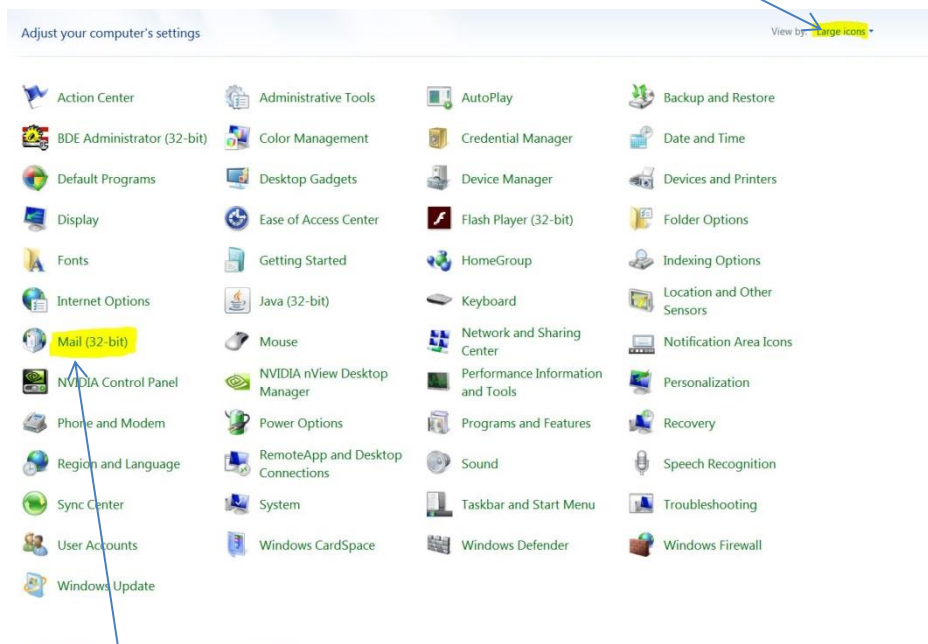 Adjust your computer's settings View by: Large icons
Action Center Administrative Tools AutoPlay Backup and Restore
BDE Administrator (32-bit) Color Management Credential Manager Date and Time
Default Programs Desktop Gadgets Device Manager Devices and Printers
Display Ease of Access Center Flash Player (32-bit) Folder Options
Fonts Getting Started HomeGroup Indexing Options
Internet Options Java (32-bit) Keyboard Location and Other
Sensors
Mail (32-bit) Mouse Network and Sharing
Center Notification Area Icons
NVIDIA Control Panel NVIDIA nView Desktop
Manager Performance Information
and Tools Personalization
Phone and Modem Power Options Programs and Features Recovery
Region and Language RemoteApp and Desktop
Connections Sound Speech Recognition
Sync Center System Taskbar and Start Menu Troubleshooting
User Accounts Windows CardSpace Windows Defender Windows Firewall
Windows Update